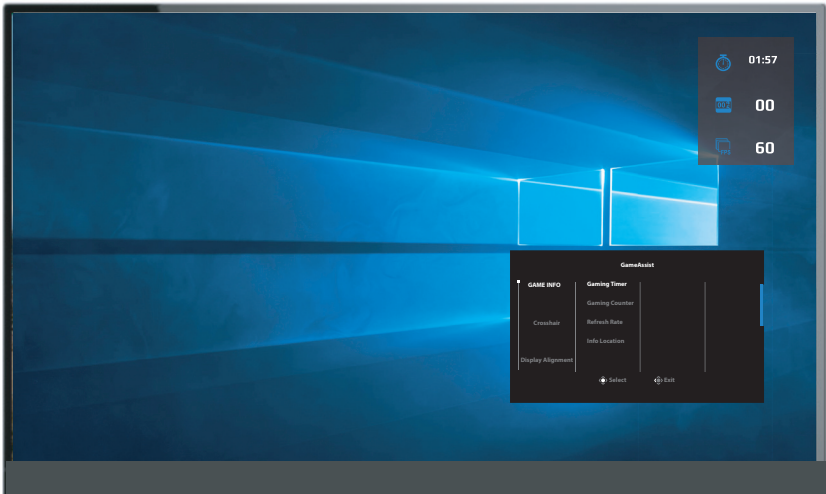 01:57
00
60
GameAssist
GAME INFO
Gaming Timer
Gaming Counter
Croschair
Refresh Rate
Info Location
Display Alignment
Select
Exit